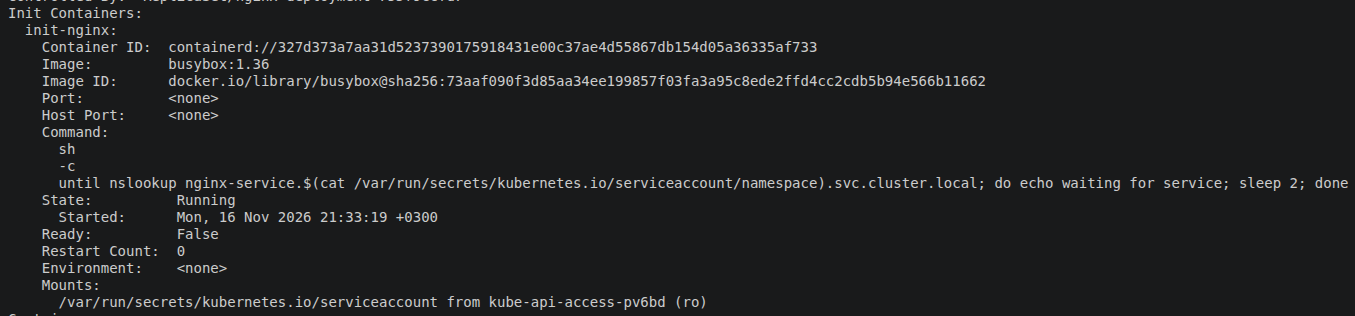 Init Containers:
  init-nginx:
    Container ID:  containerd://327d373a7aa31d5237390175918431e00c37ae4d55867db154d05a36335af733
    Image:         busybox:1.36
    Image ID:      docker.io/library/busybox@sha256:73aaf090f3d85aa34ee199857f03fa3a95c8ede2ffd4cc2cdb5b94e566b11662
    Port:          <none>
    Host Port:     <none>
    Command:
      sh
      -c
      until nslookup nginx-service.$(cat /var/run/secrets/kubernetes.io/serviceaccount/namespace).svc.cluster.local; do echo waiting for service; sleep 2; done
    State:          Running
      Started:      Mon, 16 Nov 2026 21:33:19 +0300
    Ready:          False
    Restart Count:  0
    Environment:    <none>
    Mounts:
      /var/run/secrets/kubernetes.io/serviceaccount from kube-api-access-pv6bd (ro)